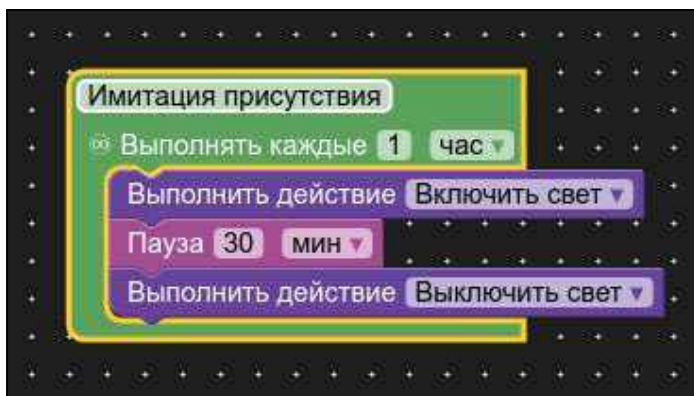 Имитация присутствия
Выполнять каждые 1 час
Выполнить действие Включить свет
Пауза 30 мин
Выполнить действие Выключить свет